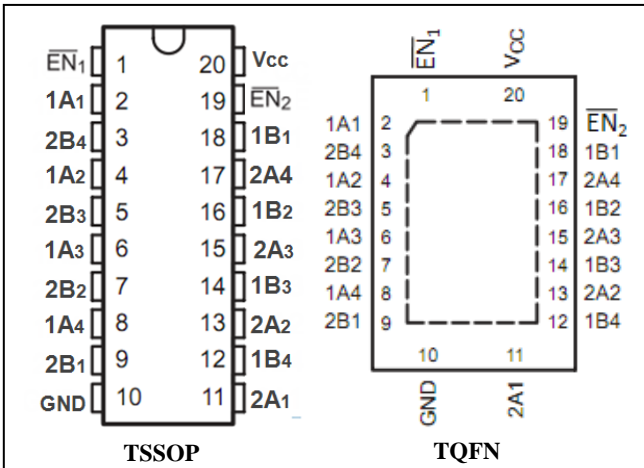 EN1 1 20 Vcc
1A1 2 19 EN2
2B4 3 18 1B1
1A2 4 17 2A4
2B3 5 16 1B2
1A3 6 15 2A3
2B2 7 14 1B3
1A4 8 13 2A2
2B1 9 12 1B4
GND 10 11 2A1
TSSOP
EN1 VCC
1 20
1A1 2 19 EN2
2B4 3 18 1B1
1A2 4 17 2A4
2B3 5 16 1B2
1A3 6 15 2A3
2B2 7 14 1B3
1A4 8 13 2A2
2B1 9 12 1B4
10 11
GND 2A1
TQFN